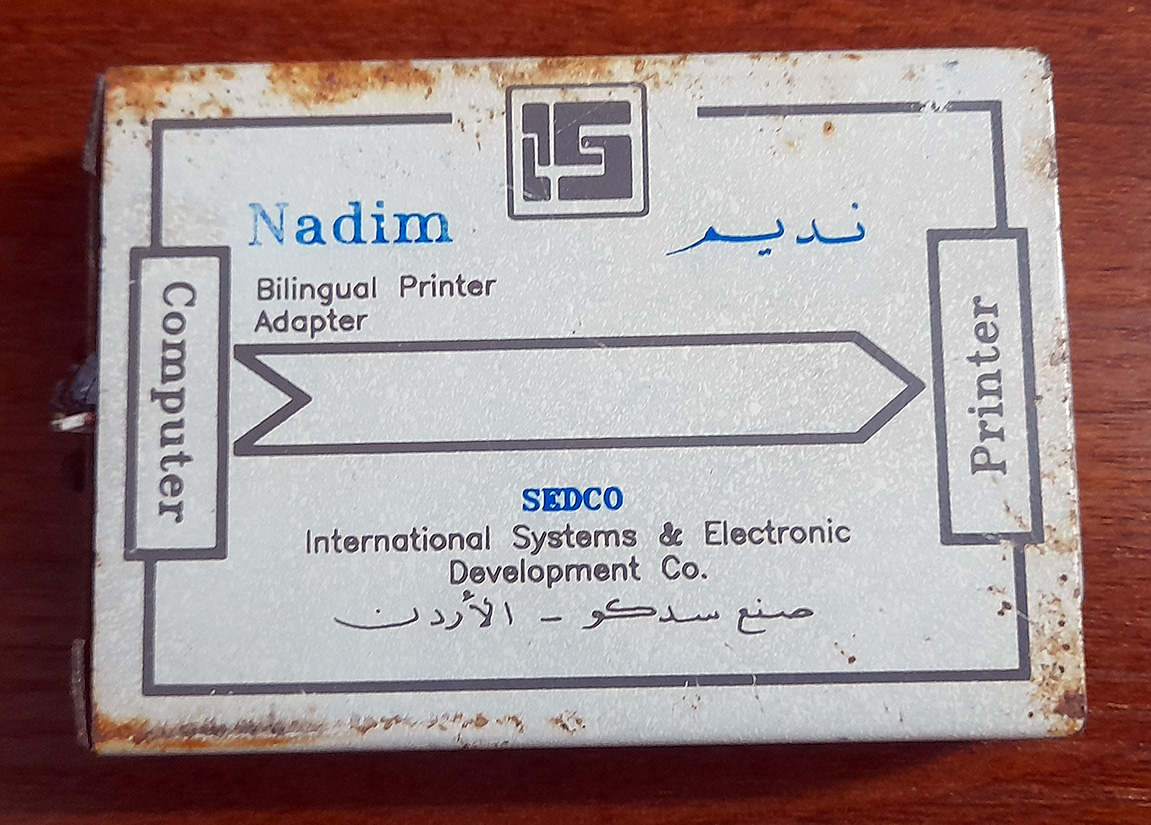 Nadim
نديم
Bilingual Printer
Adapter
Computer
Printer
SEDCO
International Systems & Electronic
Development Co.
صنع سدكو - الأردن